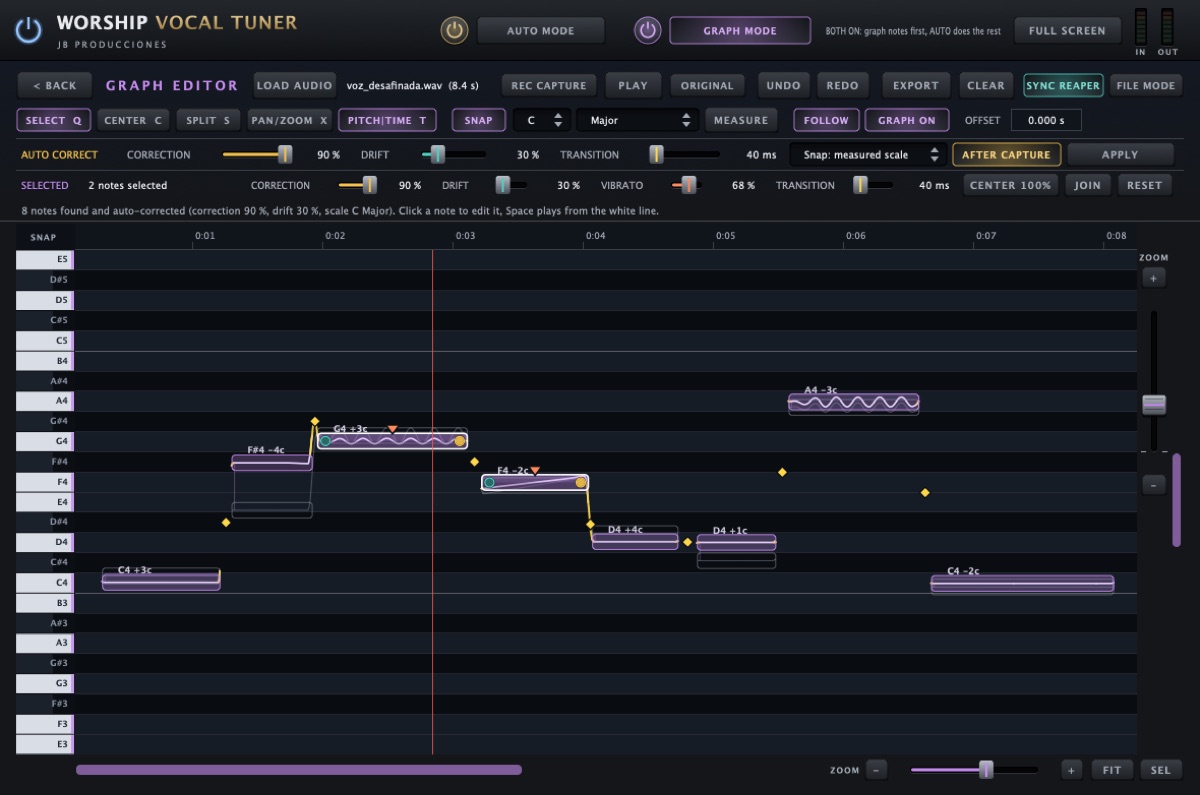 WORSHIP VOCAL TUNER
JB PRODUCCIONES
AUTO MODE
GRAPH MODE
BOTH ON: graph notes first, AUTO does the rest
FULL SCREEN
IN OUT
< BACK GRAPH EDITOR LOAD AUDIO voz_desafinada.wav (8.4 s) REC CAPTURE PLAY ORIGINAL UNDO REDO EXPORT CLEAR SYNC REAPER FILE MODE
SELECT Q CENTER C SPLIT S PAN/ZOOM X PITCH|TIME T SNAP C Major MEASURE FOLLOW GRAPH ON OFFSET 0.000 s
AUTO CORRECT CORRECTION 90 % DRIFT 30 % TRANSITION 40 ms Snap: measured scale AFTER CAPTURE APPLY
SELECTED 2 notes selected CORRECTION 90 % DRIFT 30 % VIBRATO 68 % TRANSITION 40 ms CENTER 100% JOIN RESET
8 notes found and auto-corrected (correction 90 %, drift 30 %, scale C Major). Click a note to edit it, Space plays from the white line.
SNAP 0:01 0:02 0:03 0:04 0:05 0:06 0:07 0:08
ZOOM
+
E5
D#5
D5
C#5
C5
B4
A#4
A4
A4 -3c
G#4
G4
G4 +3c
F#4
F#4 -4c
F4
F4 -2c
-
E4
D#4
D4
D4 +4c
D4 +1c
C#4
C4
C4 +3c
C4 -2c
B3
A#3
A3
G#3
G3
F#3
F3
E3
ZOOM - + FIT SEL